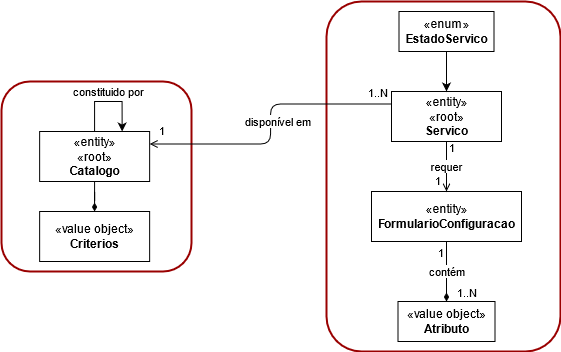 «enum»
EstadoServico
constituido por
1..N
«entity»
«root»
Servico
disponível em
1
«entity»
«root»
Catalogo
1
requer
1
«entity»
FormularioConfiguracao
«value object»
Criterios
1
contém
1..N
«value object»
Atributo